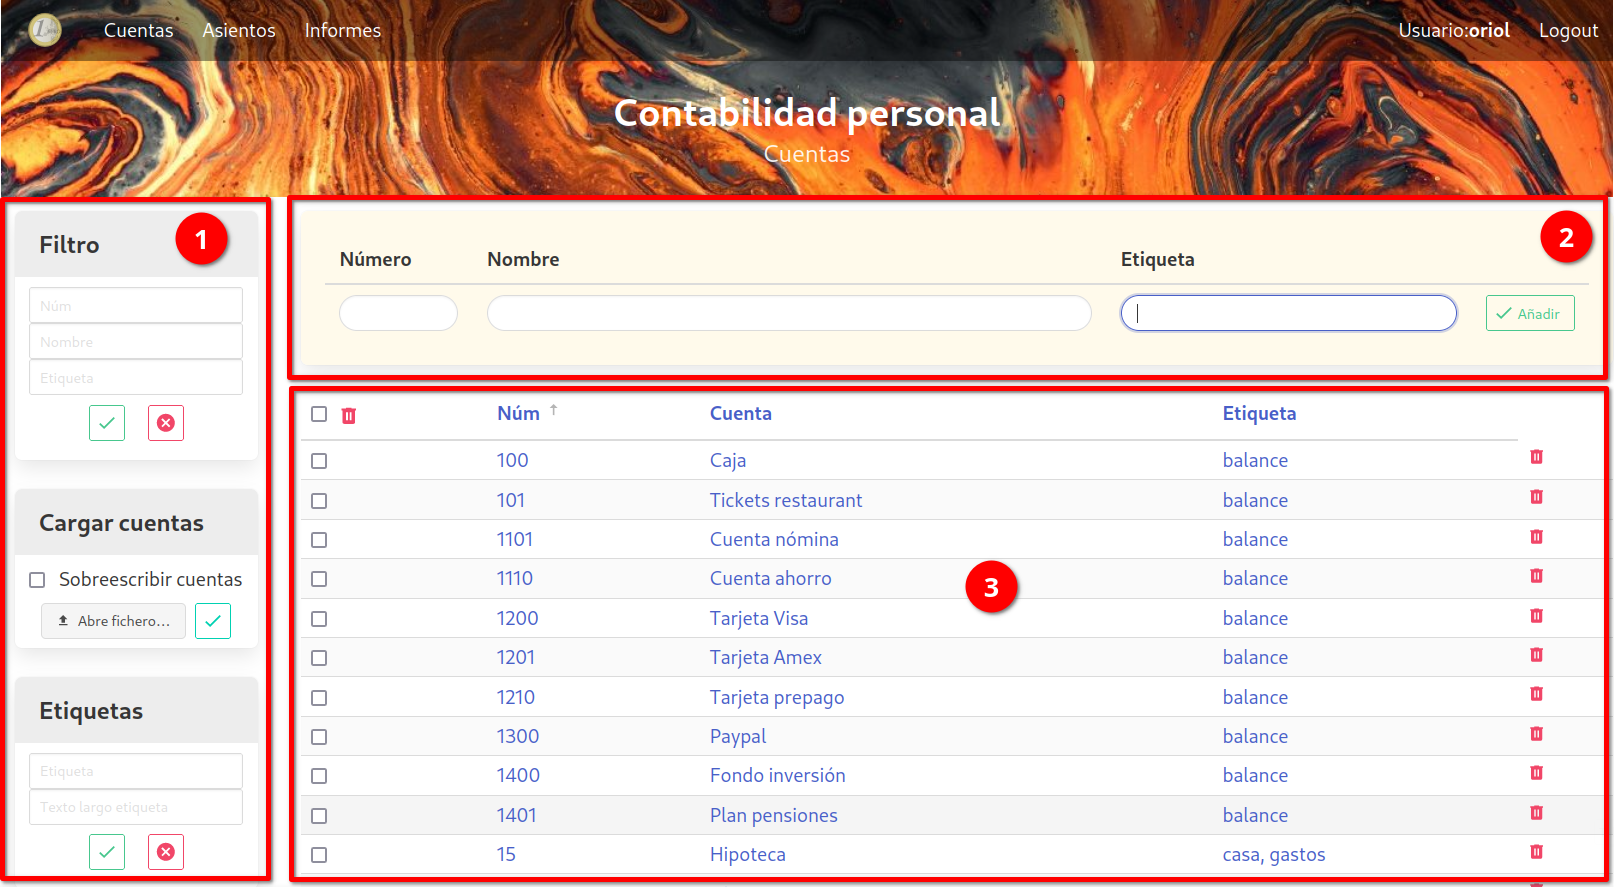 Cuentas Asientos Informes Usuario:oriol Logout
Contabilidad personal
Cuentas
1
Filtro
Núm
Nombre
Etiqueta
Cargar cuentas
Sobreescribir cuentas
Abre fichero...
Etiquetas
Etiqueta
Texto largo etiqueta
2
Número Nombre Etiqueta
Añadir
Núm ↑ Cuenta Etiqueta
100 Caja balance
101 Tickets restaurant balance
1101 Cuenta nómina balance
1110 Cuenta ahorro balance
3
1200 Tarjeta Visa balance
1201 Tarjeta Amex balance
1210 Tarjeta prepago balance
1300 Paypal balance
1400 Fondo inversión balance
1401 Plan pensiones balance
15 Hipoteca casa, gastos